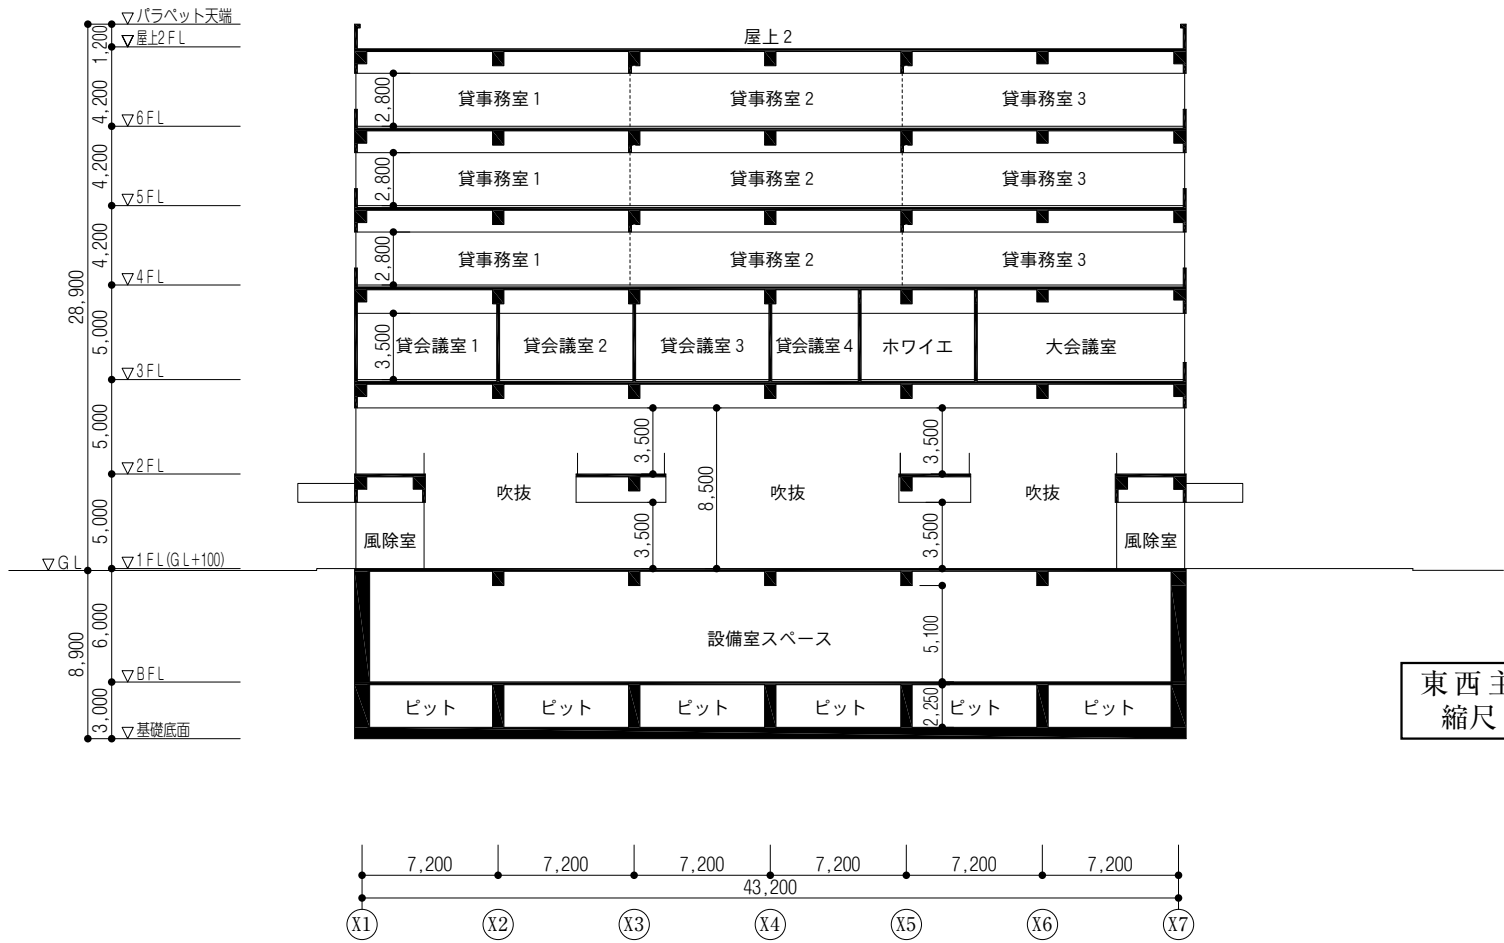 ▽パラペット天端
▽屋上2FL
1,200
屋上2
4,200
2,800
貸事務室1
貸事務室2
貸事務室3
▽6FL
4,200
2,800
貸事務室1
貸事務室2
貸事務室3
▽5FL
4,200
2,800
貸事務室1
貸事務室2
貸事務室3
▽4FL
28,900
5,000
3,500
貸会議室1
貸会議室2
貸会議室3
貸会議室4
ホワイエ
大会議室
▽3FL
5,000
3,500
3,500
▽2FL
8,500
吹抜
吹抜
吹抜
5,000
3,500
3,500
風除室
風除室
▽GL
▽1FL(GL+100)
8,900
6,000
設備室スペース
5,100
▽BFL
3,000
ピット
ピット
ピット
ピット
2,250
ピット
ピット
▽基礎底面
東西主
縮尺
7,200
7,200
7,200
7,200
7,200
7,200
43,200
X1
X2
X3
X4
X5
X6
X7